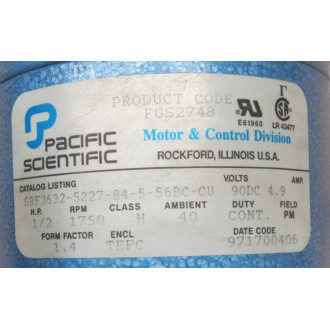 PRODUCT CODE
FGS2748
E61960
LR 43477
PACIFIC
SCIENTIFIC
Motor & Control Division
ROCKFORD, ILLINOIS U.S.A.
CATALOG LISTING VOLTS AMP.
SRF3632-5227-84-5-56BC-CU 90DC 4.9
H.P. RPM CLASS AMBIENT DUTY FIELD
1/2 1750 H 40 CONT. PM
FORM FACTOR ENCL DATE CODE
1.4 TEFC 971700406